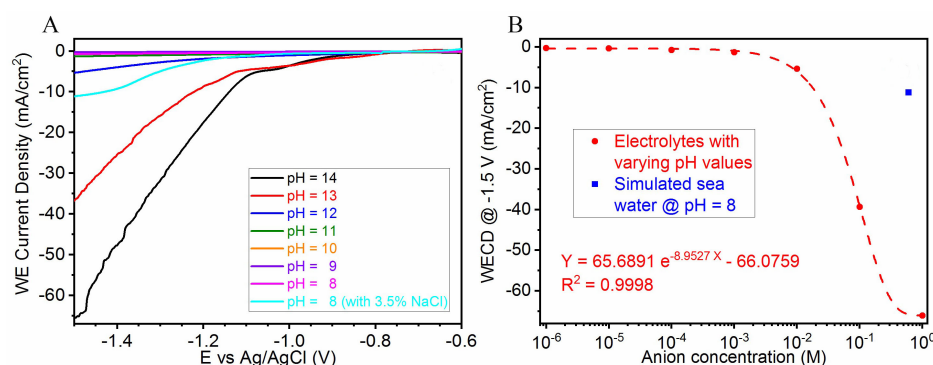 A
WE Current Density (mA/cm²)
0
-10
-20
-30
-40
-50
-60
pH = 14
pH = 13
pH = 12
pH = 11
pH = 10
pH = 9
pH = 8
pH = 8 (with 3.5% NaCl)
-1.4 -1.2 -1.0 -0.8 -0.6
E vs Ag/AgCl (V)
B
WECD @ -1.5 V (mA/cm²)
0
-10
-20
-30
-40
-50
-60
Electrolytes with
varying pH values
Simulated sea
water @ pH = 8
Y = 65.6891 e^-8.9527 X - 66.0759
R² = 0.9998
10⁻⁶ 10⁻⁵ 10⁻⁴ 10⁻³ 10⁻² 10⁻¹ 10⁰
Anion concentration (M)